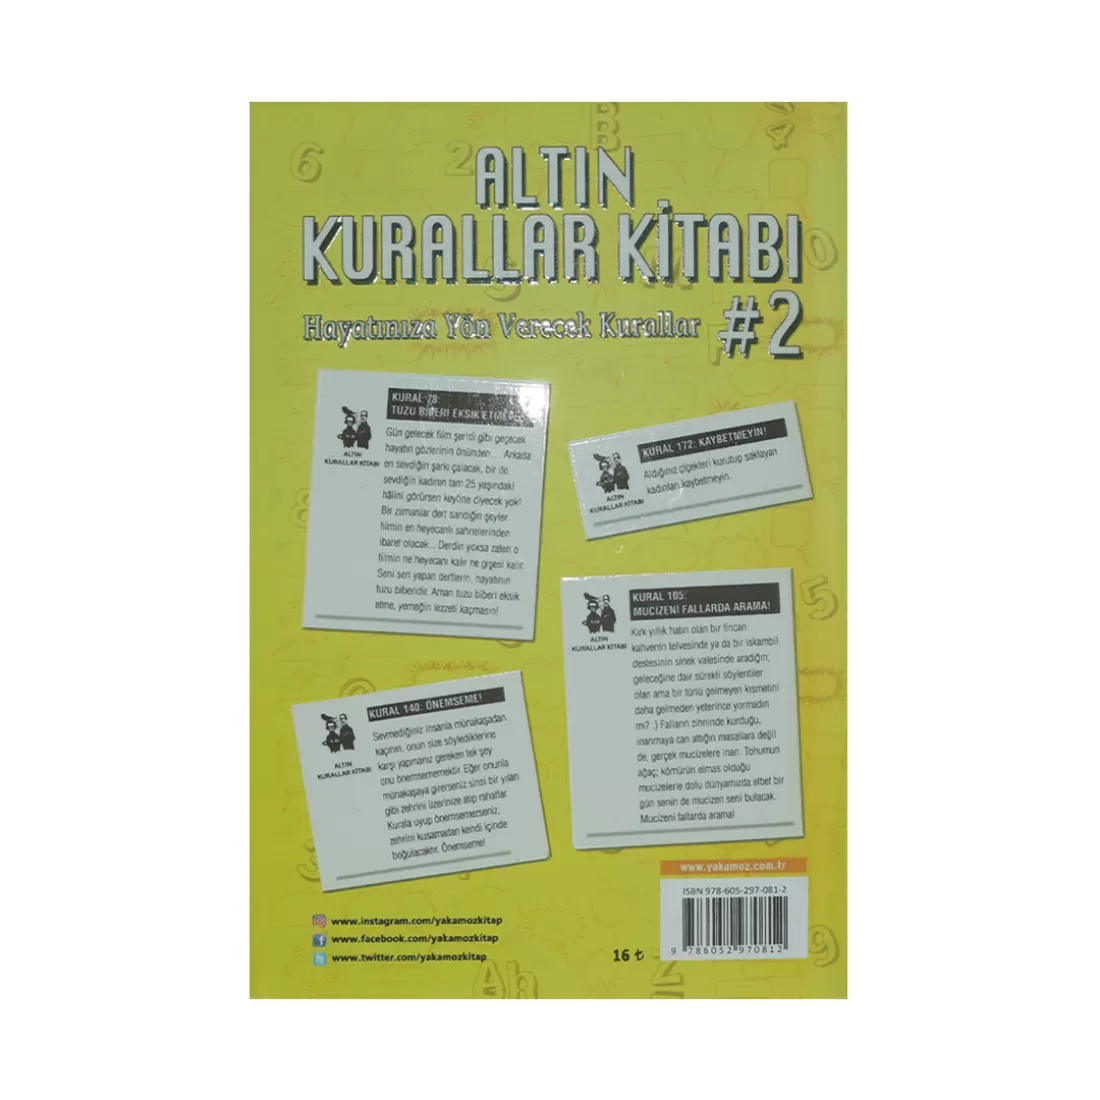 ALTIN
KURALLAR KİTABI
Hayatınıza Yön Verecek Kurallar #2
KURAL 78:
TUZU BİBERİ EKSİK ETME
Gün gelecek film şeridi gibi geçecek
hayatın gözlerinin önünden... Arkada
en sevdiğin şarkı çalacak, bir de
sevdiğin kadının tam 25 yaşındaki
hâlini görürsen keyfine diyecek yok!
Bir zamanlar dert sandığın şeyler
filmin en heyecanlı sahnelerinden
ibaret olacak... Derdin yoksa zaten o
filmin ne heyecanı kalır ne gişesi kalır.
Seni sen yapan dertlerin, hayatının
tuzu biberidir. Aman tuzu biberi eksik
etme, yemeğin lezzeti kaçmasın!
ALTIN
KURALLAR KİTABI
KURAL 172: KAYBETMEYİN!
Aldığınız çiçekleri kurutup saklayan
kadınları kaybetmeyin.
ALTIN
KURALLAR KİTABI
KURAL 105:
MUCİZENİ FALLARDA ARAMA!
Kırk yıllık hatırı olan bir fincan
kahvenin telvesinde ya da bir iskambil
destesinin sinek valesinde aradığın;
geleceğine dair sürekli söylentiler
olan ama bir türlü gelmeyen kısmetini
daha gelmeden yeterince yormadın
mı? :) Falların zihninde kurduğu,
inanmaya can attığın masallara değil
de, gerçek mucizelere inan. Tohumun
ağaç; kömürün elmas olduğu
mucizelerle dolu dünyamızda elbet bir
gün senin de mucizen seni bulacak.
Mucizeni fallarda arama!
ALTIN
KURALLAR KİTABI
KURAL 140: ÖNEMSEME!
Sevmediğiniz insanla münakaşadan
kaçının, onun size söylediklerine
karşı yapmanız gereken tek şey
onu önemsememektir. Eğer onunla
münakaşaya girerseniz sinsi bir yılan
gibi zehrini üzerinize atıp rahatlar.
Kurala uyup önemsemezseniz,
zehrini kusamadan kendi içinde
boğulacaktır. Önemseme!
ALTIN
KURALLAR KİTABI
www.instagram.com/yakamozkitap
www.facebook.com/yakamozkitap
www.twitter.com/yakamozkitap
16 ₺
www.yakamoz.com.tr
ISBN 978-605-297-081-2
9 786052 970812